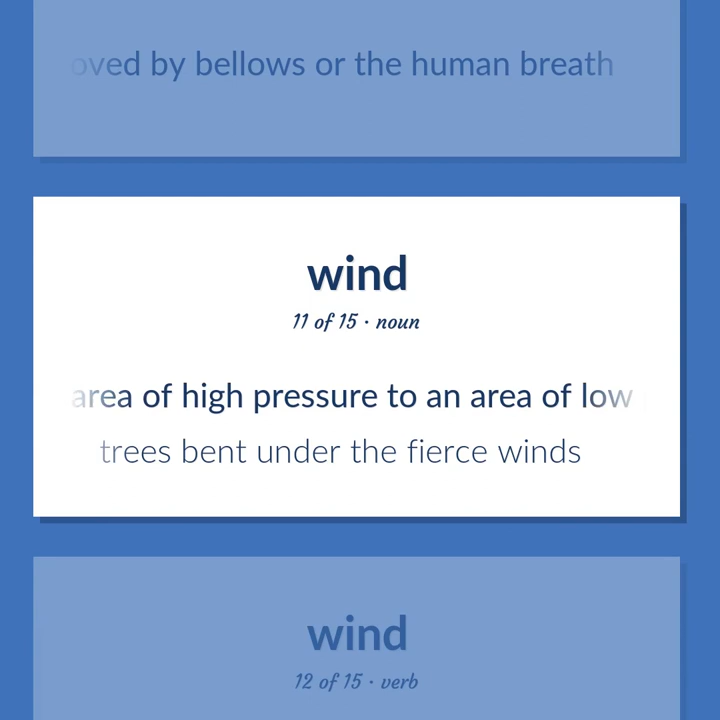 oved by bellows or the human breath
wind
11 of 15 · noun
area of high pressure to an area of low
trees bent under the fierce winds
wind
12 of 15 · verb